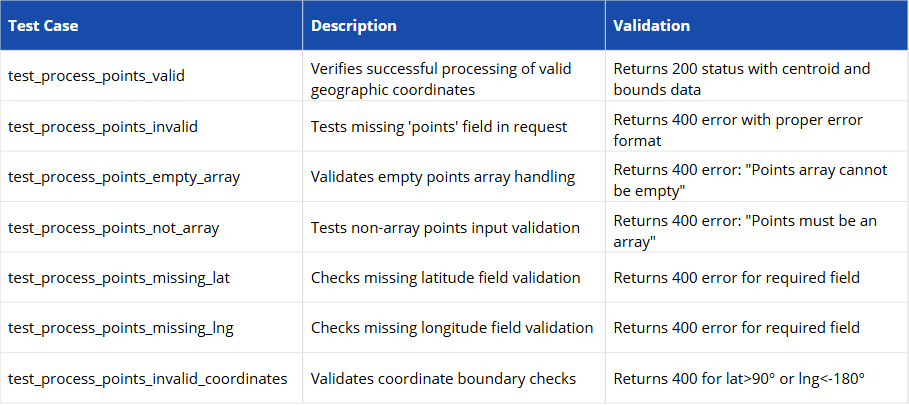 Test Case Description Validation
test_process_points_valid Verifies successful processing of valid geographic coordinates Returns 200 status with centroid and bounds data
test_process_points_invalid Tests missing 'points' field in request Returns 400 error with proper error format
test_process_points_empty_array Validates empty points array handling Returns 400 error: "Points array cannot be empty"
test_process_points_not_array Tests non-array points input validation Returns 400 error: "Points must be an array"
test_process_points_missing_lat Checks missing latitude field validation Returns 400 error for required field
test_process_points_missing_lng Checks missing longitude field validation Returns 400 error for required field
test_process_points_invalid_coordinates Validates coordinate boundary checks Returns 400 for lat>90° or lng<-180°